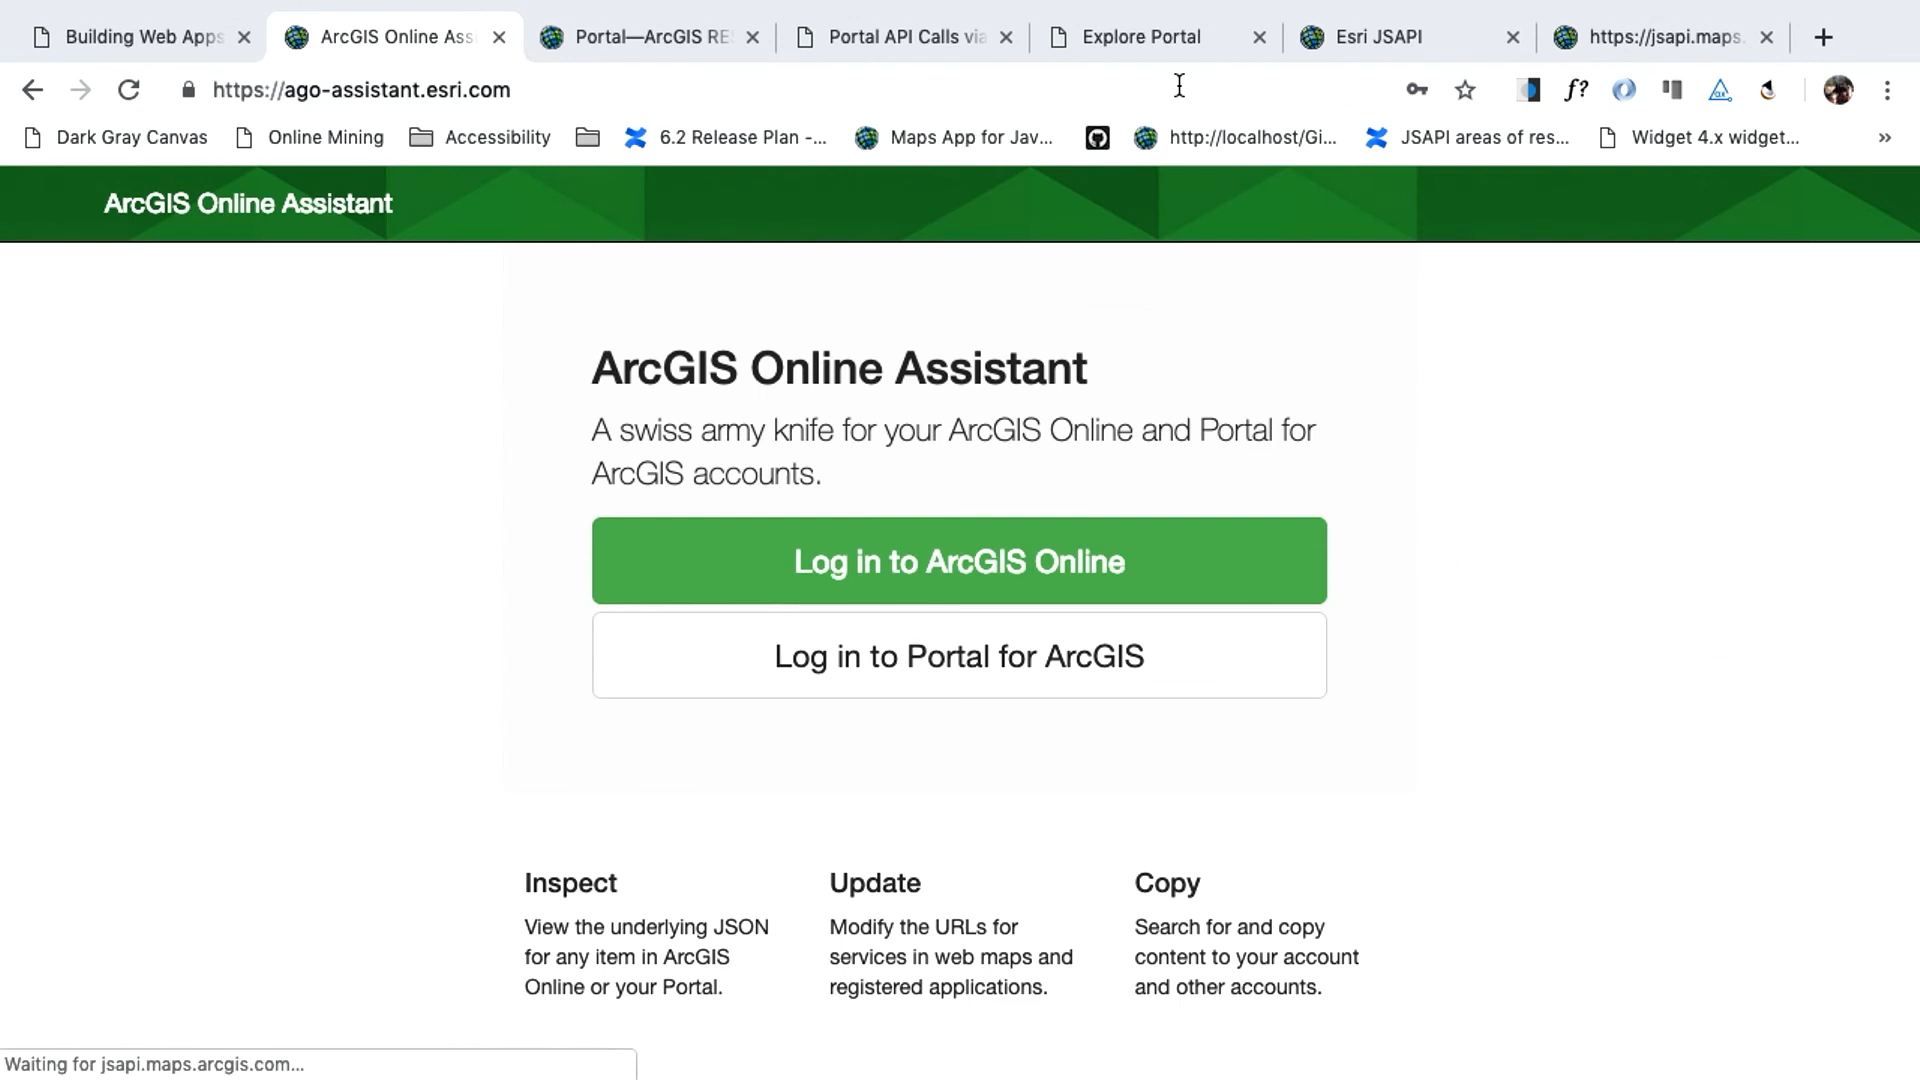 Building Web Apps
ArcGIS Online Ass
Portal—ArcGIS RE
Portal API Calls via
Explore Portal
Esri JSAPI
https://jsapi.maps.
https://ago-assistant.esri.com
f?
Dark Gray Canvas
Online Mining
Accessibility
6.2 Release Plan -...
Maps App for Jav...
http://localhost/Gi...
JSAPI areas of res...
Widget 4.x widget...
»
ArcGIS Online Assistant
ArcGIS Online Assistant
A swiss army knife for your ArcGIS Online and Portal for
ArcGIS accounts.
Log in to ArcGIS Online
Log in to Portal for ArcGIS
Inspect
View the underlying JSON
for any item in ArcGIS
Online or your Portal.
Update
Modify the URLs for
services in web maps and
registered applications.
Copy
Search for and copy
content to your account
and other accounts.
Waiting for jsapi.maps.arcgis.com...